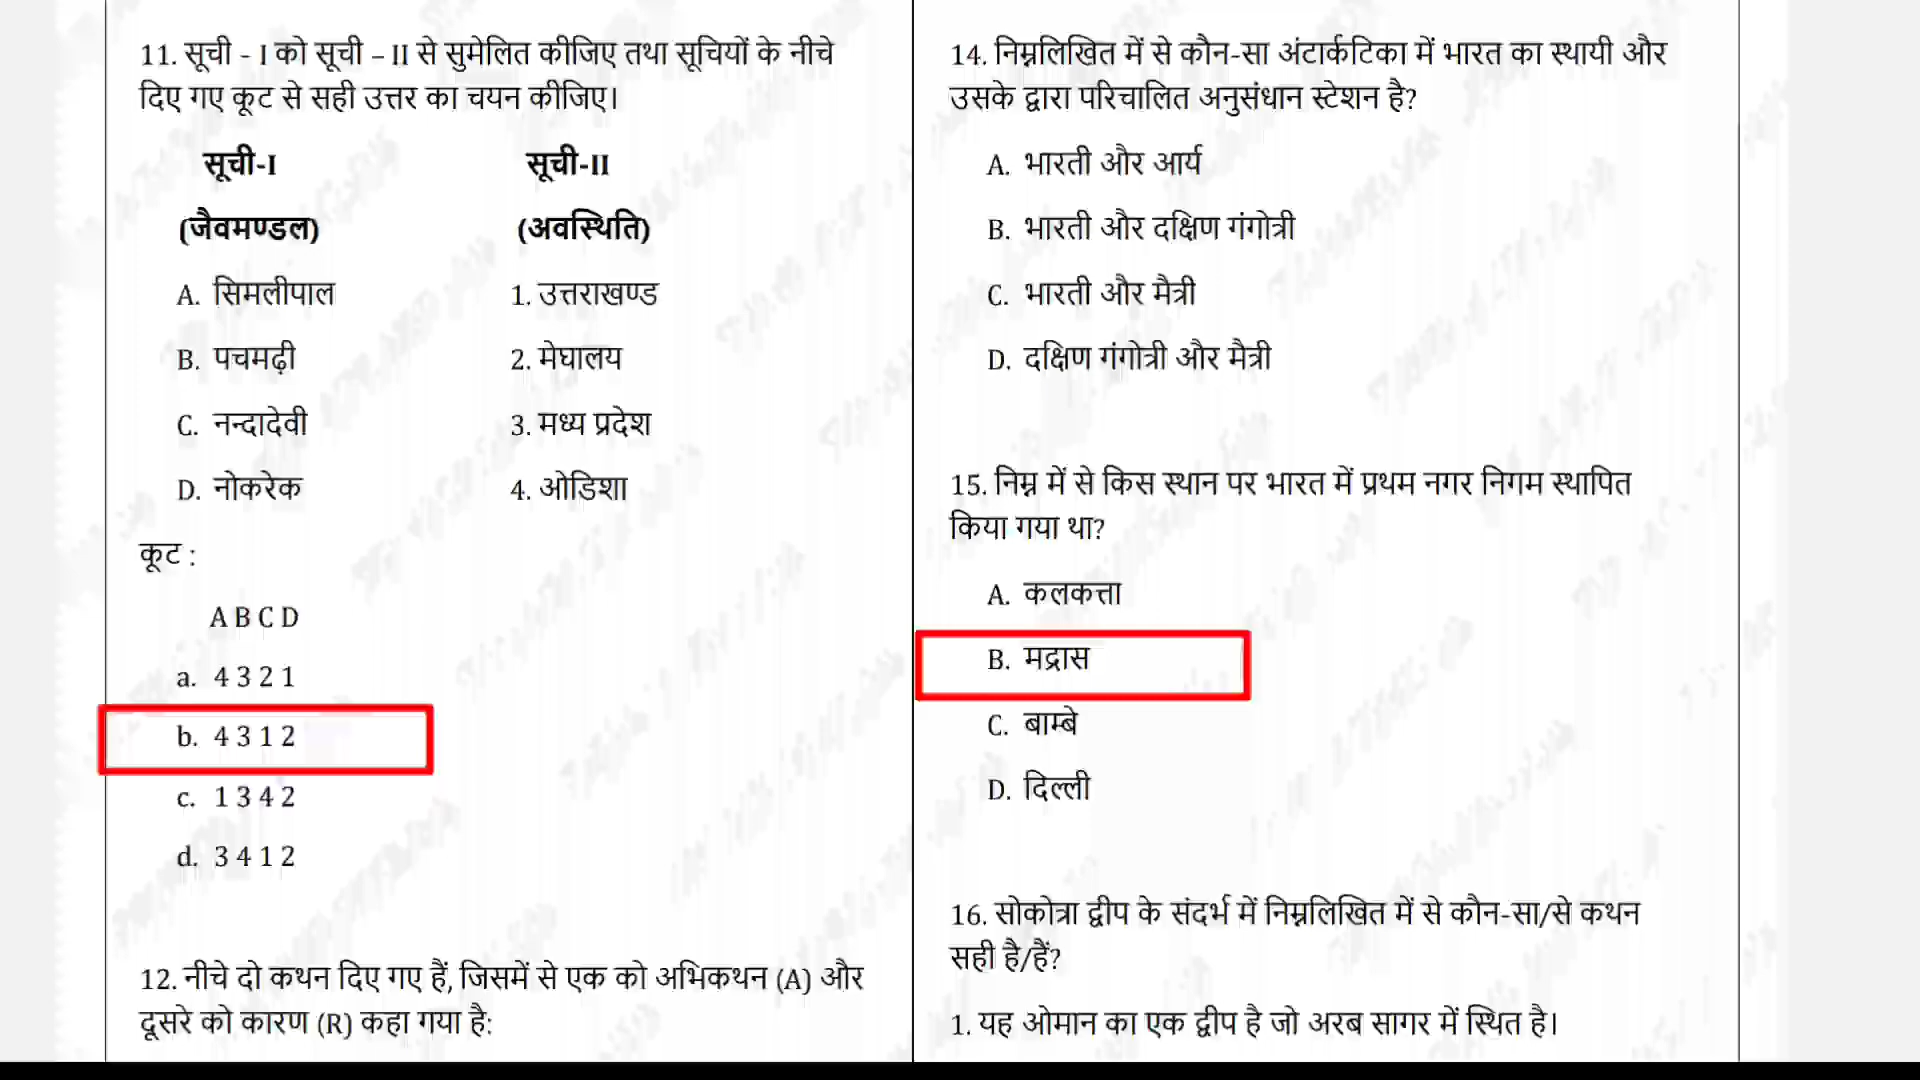 11. सूची - I को सूची – II से सुमेलित कीजिए तथा सूचियों के नीचे
दिए गए कूट से सही उत्तर का चयन कीजिए।
सूची-I सूची-II
(जैवमण्डल) (अवस्थिति)
A. सिमलीपाल 1. उत्तराखण्ड
B. पचमढ़ी 2. मेघालय
C. नन्दादेवी 3. मध्य प्रदेश
D. नोकरेक 4. ओडिशा
कूट :
A B C D
a. 4 3 2 1
b. 4 3 1 2
c. 1 3 4 2
d. 3 4 1 2
12. नीचे दो कथन दिए गए हैं, जिसमें से एक को अभिकथन (A) और
दूसरे को कारण (R) कहा गया है:
14. निम्नलिखित में से कौन-सा अंटार्कटिका में भारत का स्थायी और
उसके द्वारा परिचालित अनुसंधान स्टेशन है?
A. भारती और आर्य
B. भारती और दक्षिण गंगोत्री
C. भारती और मैत्री
D. दक्षिण गंगोत्री और मैत्री
15. निम्न में से किस स्थान पर भारत में प्रथम नगर निगम स्थापित
किया गया था?
A. कलकत्ता
B. मद्रास
C. बाम्बे
D. दिल्ली
16. सोकोत्रा द्वीप के संदर्भ में निम्नलिखित में से कौन-सा/से कथन
सही है/हैं?
1. यह ओमान का एक द्वीप है जो अरब सागर में स्थित है।